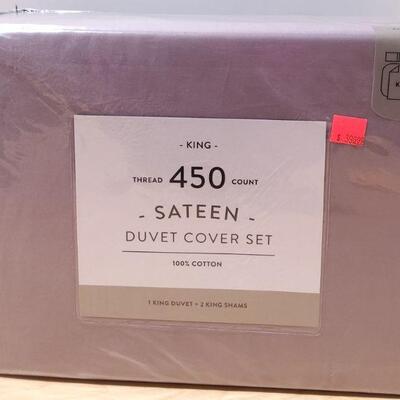 - KING -
THREAD 450 COUNT
- SATEEN -
DUVET COVER SET
100% COTTON
1 KING DUVET + 2 KING SHAMS